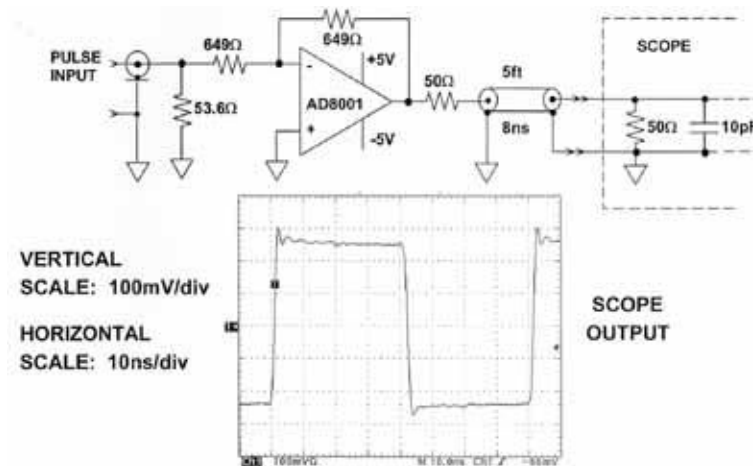 PULSE
INPUT
649Ω
649Ω
53.6Ω
-
+
AD8001
+5V
-5V
50Ω
5ft
8ns
SCOPE
50Ω
10pF
VERTICAL
SCALE: 100mV/div
HORIZONTAL
SCALE: 10ns/div
SCOPE
OUTPUT